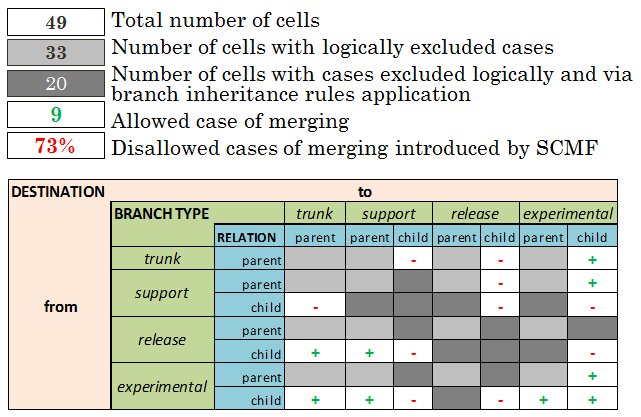 49 Total number of cells
33 Number of cells with logically excluded cases
20 Number of cells with cases excluded logically and via
branch inheritance rules application
9 Allowed case of merging
73% Disallowed cases of merging introduced by SCMF
DESTINATION to
BRANCH TYPE trunk support release experimental
RELATION parent parent child parent child parent child
trunk parent - - +
support parent +
child - - -
from
release parent
child + + - -
experimental parent +
child + + - - + +